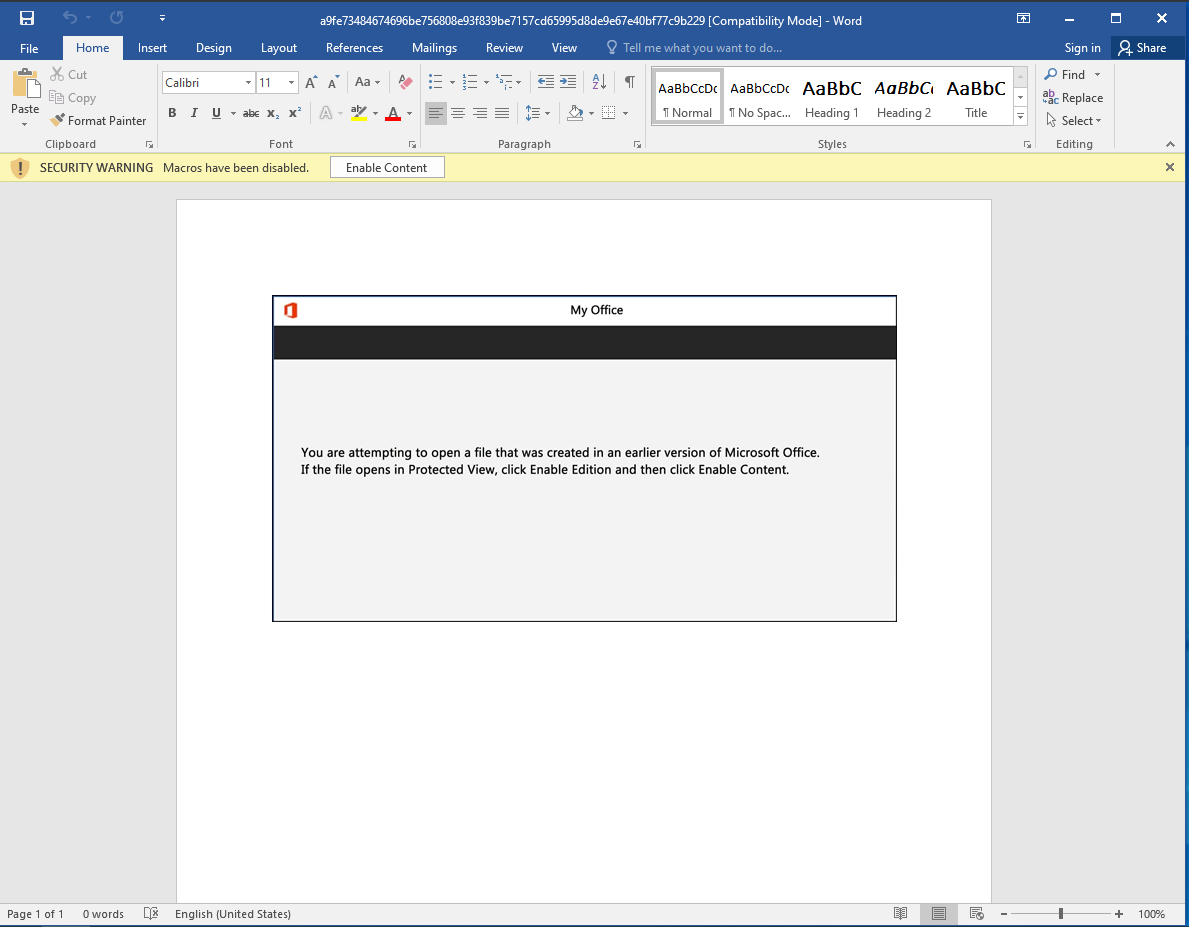 a9fe73484674696be756808e93f839be7157cd65995d8de9e67e40bf77c9b229 [Compatibility Mode] - Word
File Home Insert Design Layout References Mailings Review View Tell me what you want to do... Sign in Share
Paste
Cut
Copy
Format Painter
Clipboard
Calibri 11 A A Aa
B I U abc x₂ x² A ab A
Font
A Z ¶
Paragraph
AaBbCcDc AaBbCcDc AaBbC AaBbCc AaBbC
¶ Normal ¶ No Spac... Heading 1 Heading 2 Title
Styles
Find
Replace
Select
Editing
SECURITY WARNING Macros have been disabled. Enable Content
My Office
You are attempting to open a file that was created in an earlier version of Microsoft Office.
If the file opens in Protected View, click Enable Edition and then click Enable Content.
Page 1 of 1 0 words English (United States) 100%